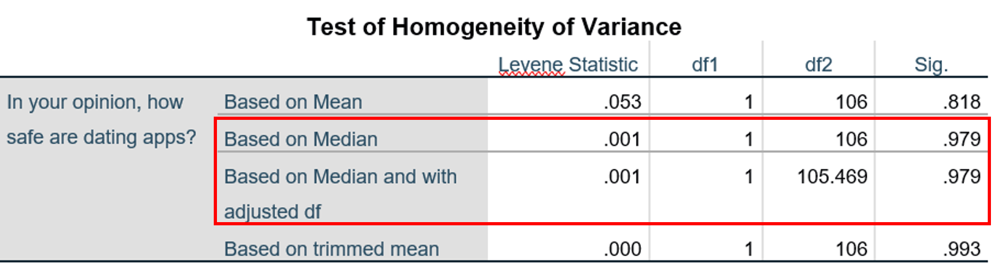 Test of Homogeneity of Variance
Levene Statistic df1 df2 Sig.
In your opinion, how Based on Mean .053 1 106 .818
safe are dating apps? Based on Median .001 1 106 .979
Based on Median and with .001 1 105.469 .979
adjusted df
Based on trimmed mean .000 1 106 .993